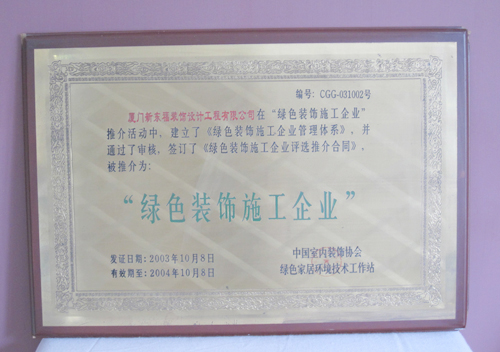 编号：CGG-031002号
厦门新东福装饰设计工程有限公司在“绿色装饰施工企业”
推介活动中，建立了《绿色装饰施工企业管理体系》，并
通过了审核，签订了《绿色装饰施工企业评选推介合同》，
被推介为：
“绿色装饰施工企业”
发证日期：2003年10月8日
有效期至：2004年10月8日
中国室内装饰协会
绿色家居环境技术工作站